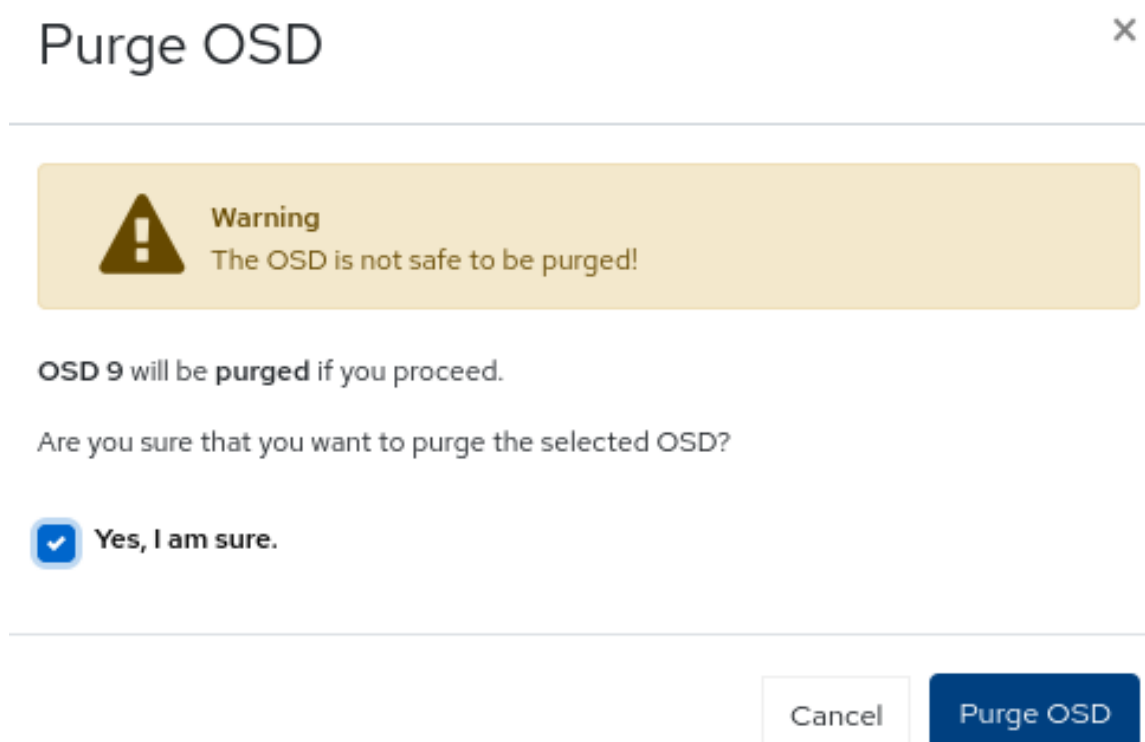 Purge OSD
Warning
The OSD is not safe to be purged!
OSD 9 will be purged if you proceed.
Are you sure that you want to purge the selected OSD?
Yes, I am sure.
Cancel
Purge OSD